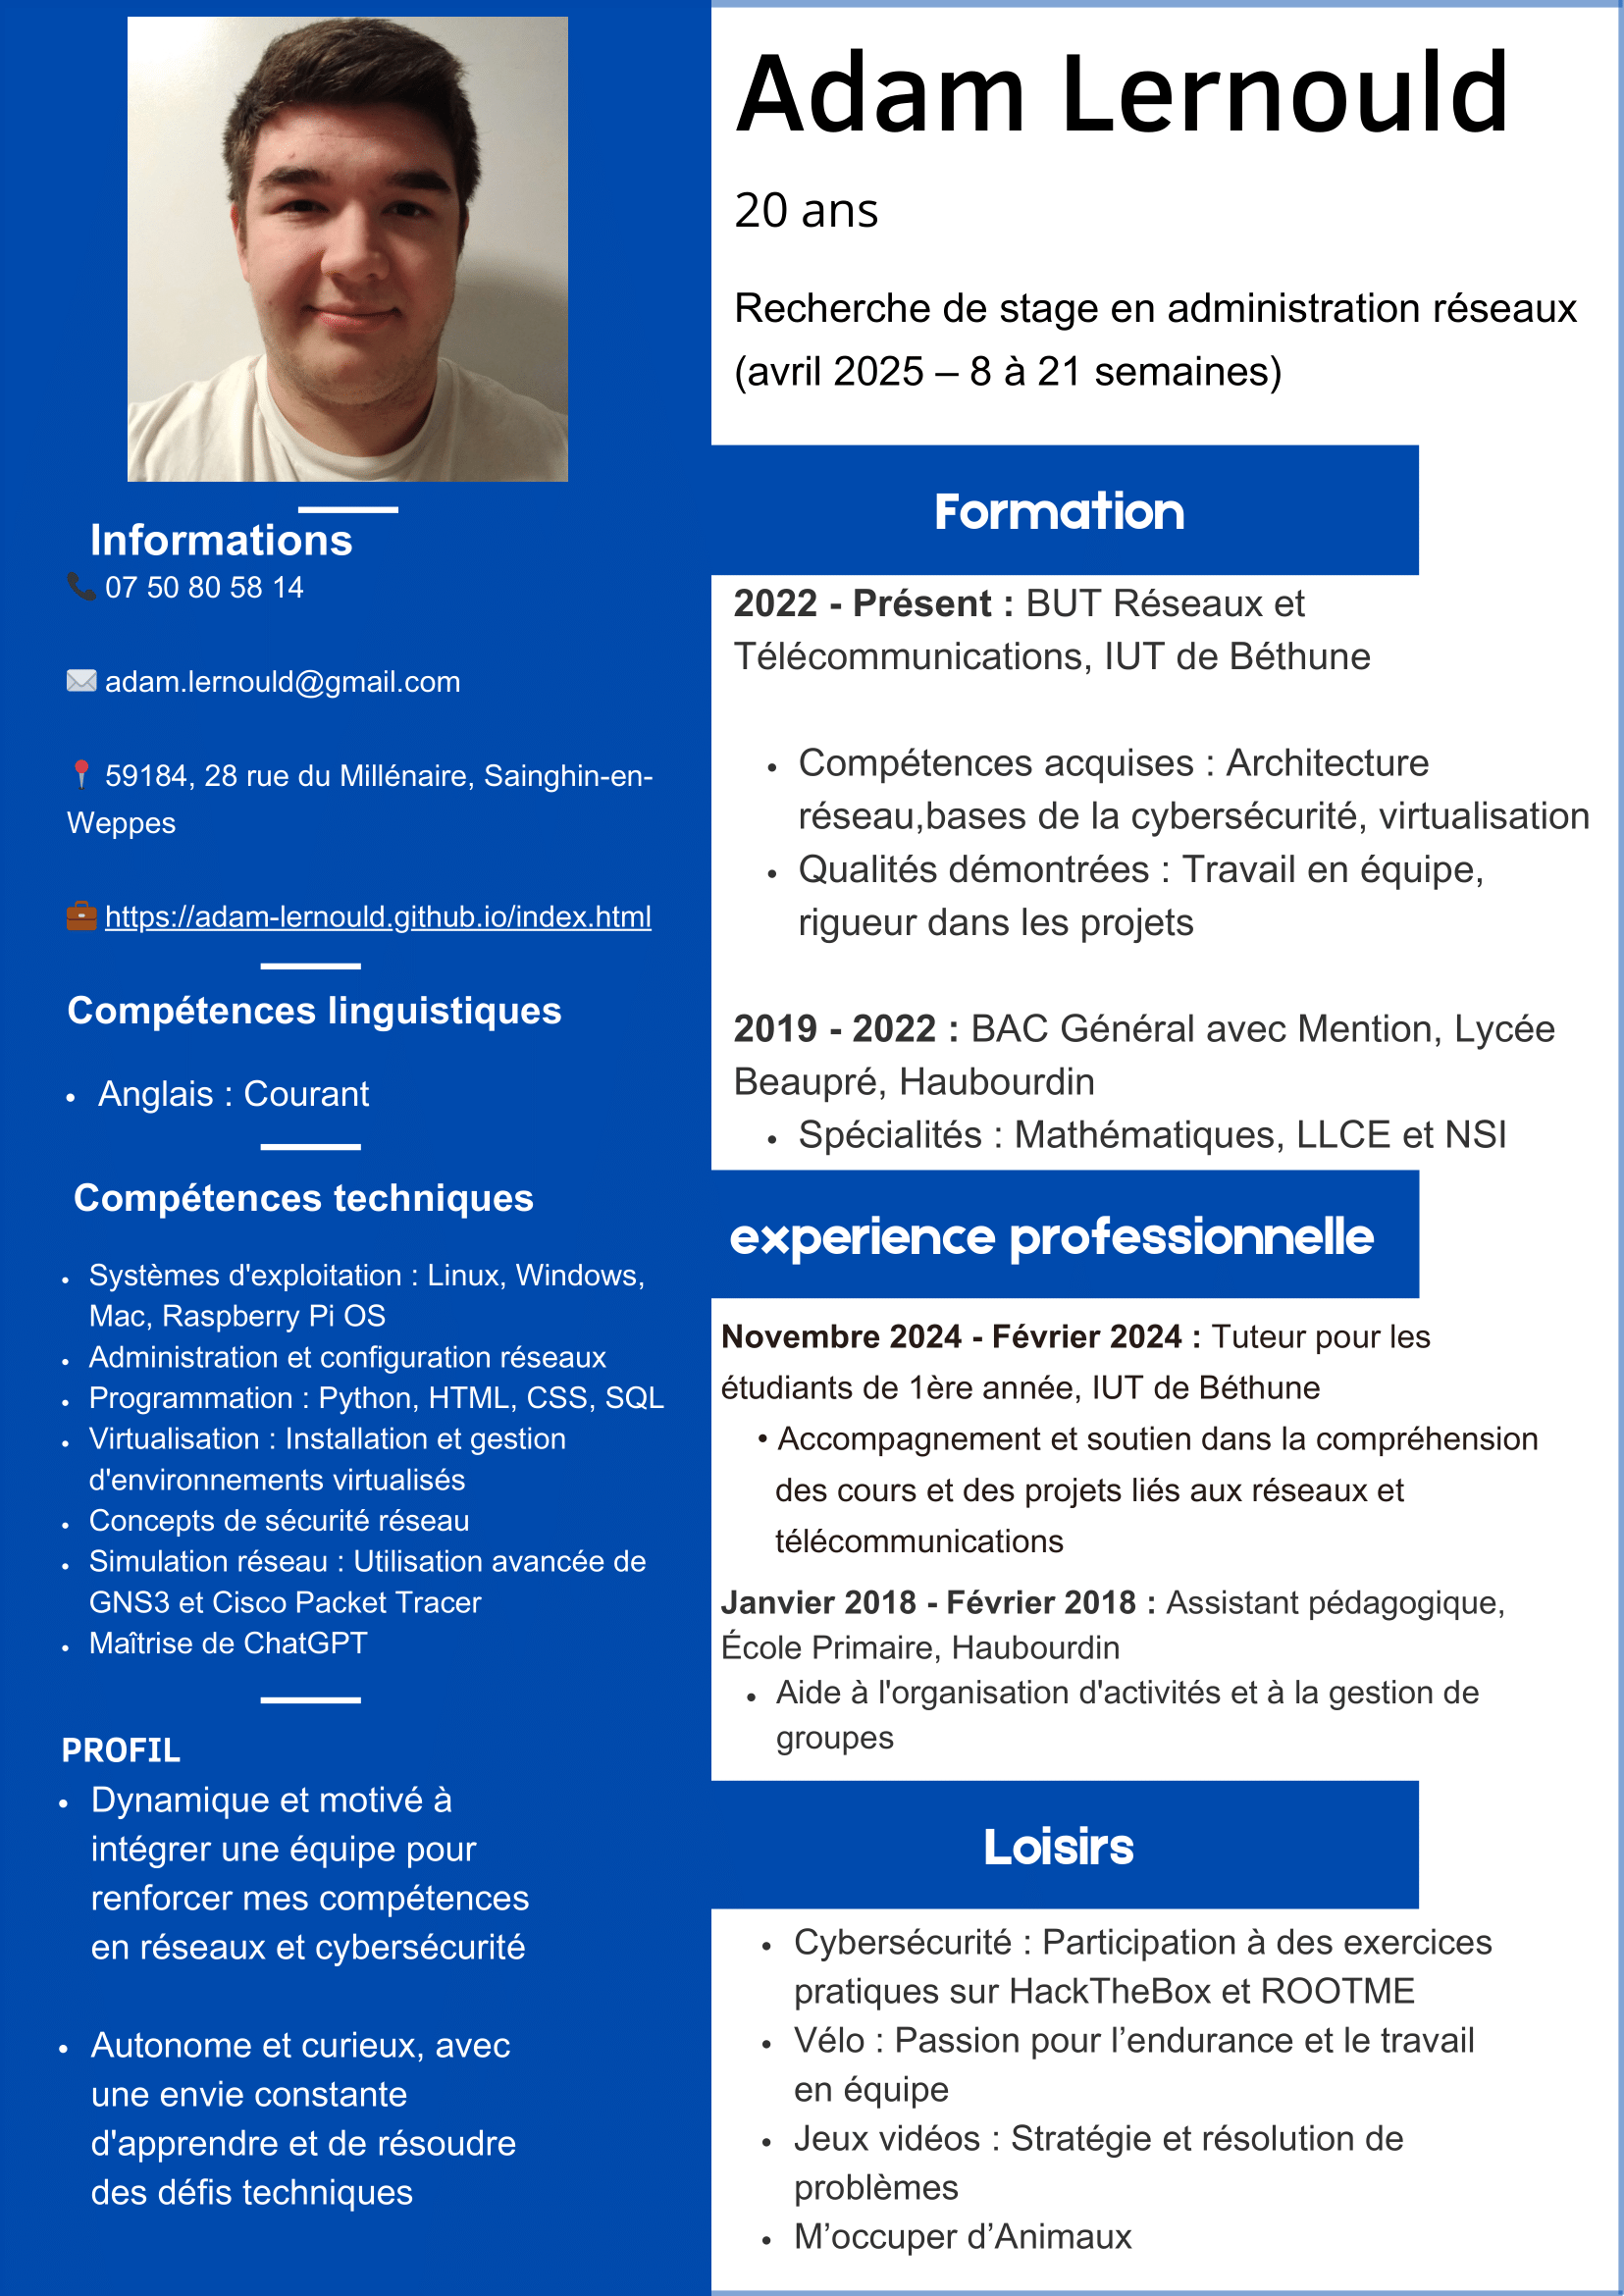 Adam Lernould
20 ans
Recherche de stage en administration réseaux
(avril 2025 – 8 à 21 semaines)
Informations
07 50 80 58 14
adam.lernould@gmail.com
59184, 28 rue du Millénaire, Sainghin-en-
Weppes
https://adam-lernould.github.io/index.html
Compétences linguistiques
• Anglais : Courant
Compétences techniques
• Systèmes d'exploitation : Linux, Windows,
Mac, Raspberry Pi OS
• Administration et configuration réseaux
• Programmation : Python, HTML, CSS, SQL
• Virtualisation : Installation et gestion
d'environnements virtualisés
• Concepts de sécurité réseau
• Simulation réseau : Utilisation avancée de
GNS3 et Cisco Packet Tracer
• Maîtrise de ChatGPT
PROFIL
• Dynamique et motivé à
intégrer une équipe pour
renforcer mes compétences
en réseaux et cybersécurité
• Autonome et curieux, avec
une envie constante
d'apprendre et de résoudre
des défis techniques
Formation
2022 - Présent : BUT Réseaux et
Télécommunications, IUT de Béthune
• Compétences acquises : Architecture
réseau,bases de la cybersécurité, virtualisation
• Qualités démontrées : Travail en équipe,
rigueur dans les projets
2019 - 2022 : BAC Général avec Mention, Lycée
Beaupré, Haubourdin
• Spécialités : Mathématiques, LLCE et NSI
experience professionnelle
Novembre 2024 - Février 2024 : Tuteur pour les
étudiants de 1ère année, IUT de Béthune
• Accompagnement et soutien dans la compréhension
des cours et des projets liés aux réseaux et
télécommunications
Janvier 2018 - Février 2018 : Assistant pédagogique,
École Primaire, Haubourdin
• Aide à l'organisation d'activités et à la gestion de
groupes
Loisirs
• Cybersécurité : Participation à des exercices
pratiques sur HackTheBox et ROOTME
• Vélo : Passion pour l’endurance et le travail
en équipe
• Jeux vidéos : Stratégie et résolution de
problèmes
• M’occuper d’Animaux